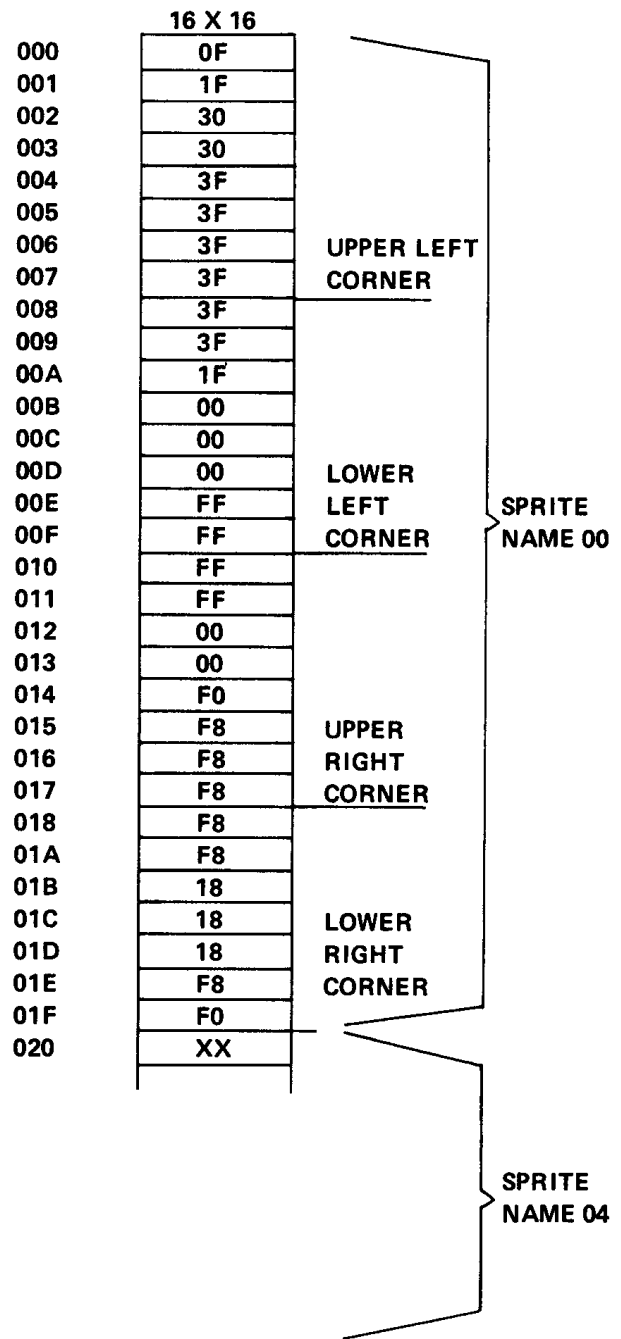 16 X 16
000 0F
001 1F
002 30
003 30
004 3F
005 3F
006 3F UPPER LEFT
007 3F CORNER
008 3F
009 3F
00A 1F
00B 00
00C 00
00D 00 LOWER
00E FF LEFT SPRITE
00F FF CORNER NAME 00
010 FF
011 FF
012 00
013 00
014 F0
015 F8 UPPER
016 F8 RIGHT
017 F8 CORNER
018 F8
01A F8
01B 18
01C 18 LOWER
01D 18 RIGHT
01E F8 CORNER
01F F0
020 XX
SPRITE
NAME 04